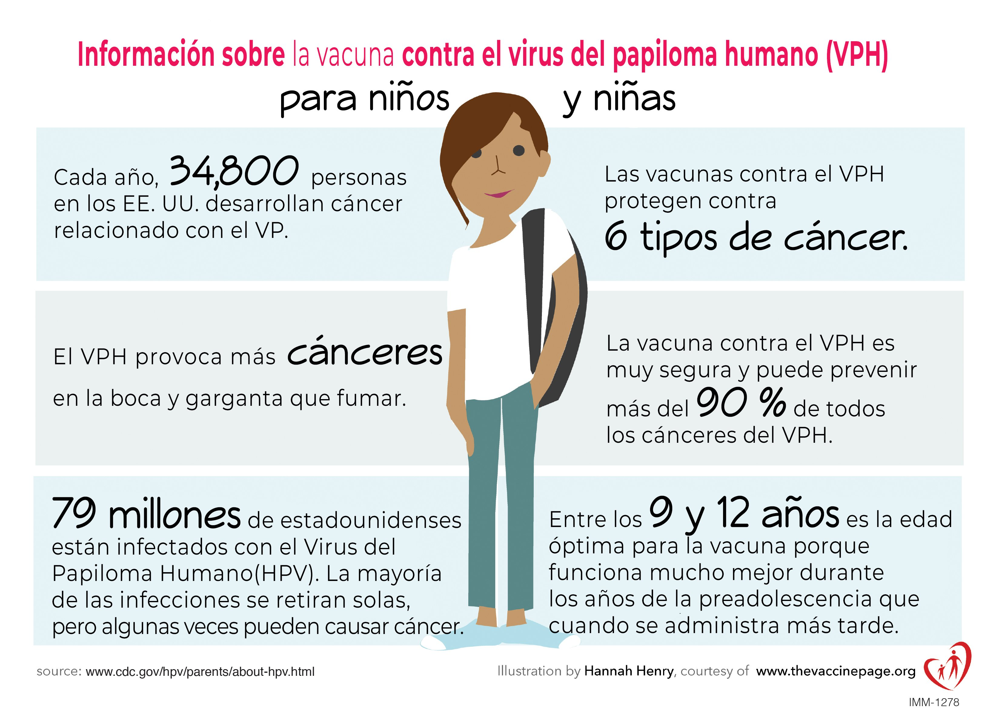 Información sobre la vacuna contra el virus del papiloma humano (VPH)
para niños y niñas
Cada año, 34,800 personas
en los EE. UU. desarrollan cáncer
relacionado con el VP.
Las vacunas contra el VPH
protegen contra
6 tipos de cáncer.
El VPH provoca más cánceres
en la boca y garganta que fumar.
La vacuna contra el VPH es
muy segura y puede prevenir
más del 90 % de todos
los cánceres del VPH.
79 millones de estadounidenses
están infectados con el Virus del
Papiloma Humano(HPV). La mayoría
de las infecciones se retiran solas,
pero algunas veces pueden causar cáncer.
Entre los 9 y 12 años es la edad
óptima para la vacuna porque
funciona mucho mejor durante
los años de la preadolescencia que
cuando se administra más tarde.
source: www.cdc.gov/hpv/parents/about-hpv.html
Illustration by Hannah Henry, courtesy of www.thevaccinepage.org
IMM-1278